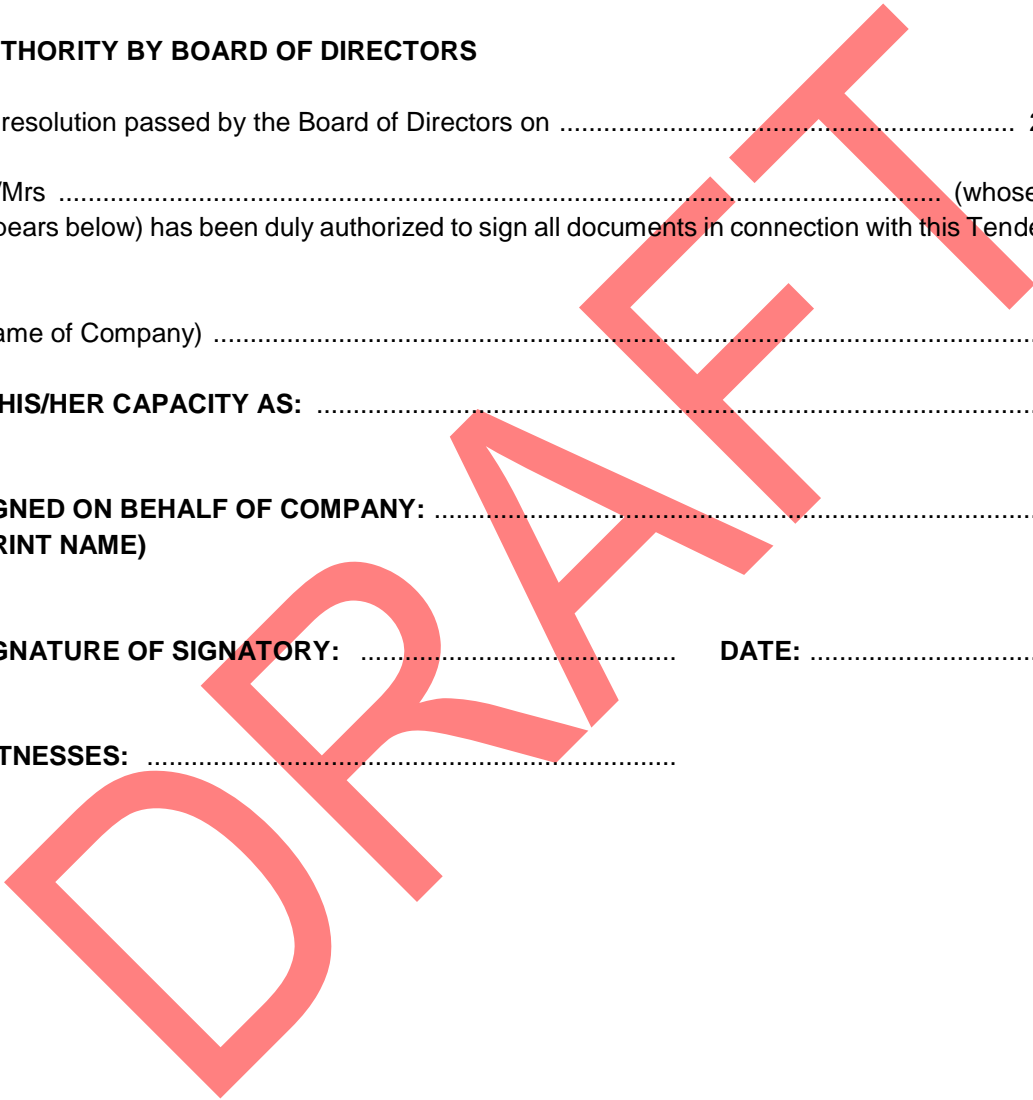 THORITY BY BOARD OF DIRECTORS
resolution passed by the Board of Directors on ..............................................................
/Mrs ........................................................................................................................ (whose
pears below) has been duly authorized to sign all documents in connection with this Tende
ame of Company) ................................................................................................................
HIS/HER CAPACITY AS: ..................................................................................................
GNED ON BEHALF OF COMPANY: ..................................................................................
RINT NAME)
GNATURE OF SIGNATORY: ........................................... DATE: ...............................
TNESSES: ........................................................................
DRAFT